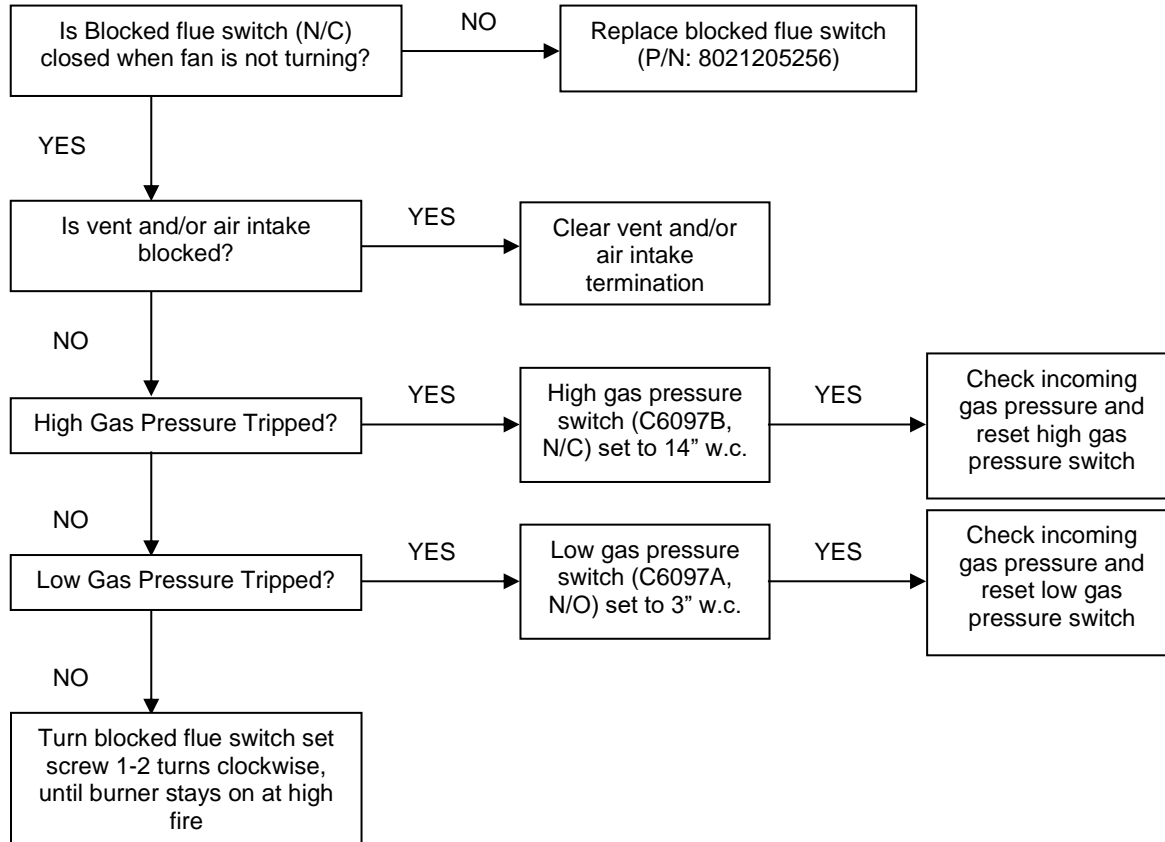 Is Blocked flue switch (N/C)
closed when fan is not turning?
NO
Replace blocked flue switch
(P/N: 8021205256)
YES
Is vent and/or air intake
blocked?
YES
Clear vent and/or
air intake
termination
NO
High Gas Pressure Tripped?
YES
High gas pressure
switch (C6097B,
N/C) set to 14” w.c.
YES
Check incoming
gas pressure and
reset high gas
pressure switch
NO
Low Gas Pressure Tripped?
YES
Low gas pressure
switch (C6097A,
N/O) set to 3” w.c.
YES
Check incoming
gas pressure and
reset low gas
pressure switch
NO
Turn blocked flue switch set
screw 1-2 turns clockwise,
until burner stays on at high
fire